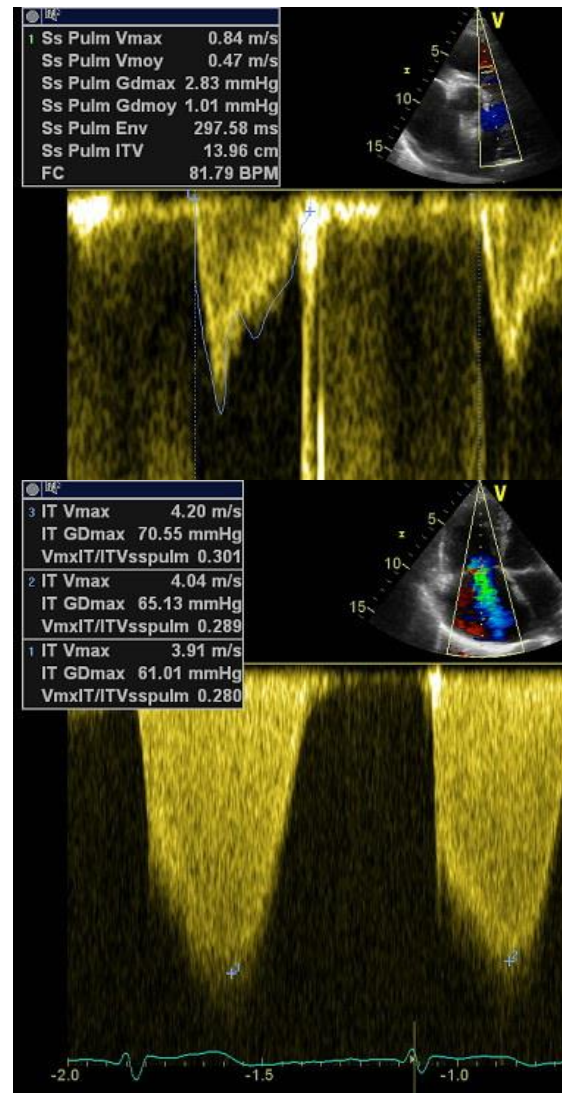 V
1 Ss Pulm Vmax 0.84 m/s
Ss Pulm Vmoy 0.47 m/s
Ss Pulm Gdmax 2.83 mmHg
Ss Pulm Gdmoy 1.01 mmHg
Ss Pulm Env 297.58 ms
Ss Pulm ITV 13.96 cm
FC 81.79 BPM
5
10
15
V
3 IT Vmax 4.20 m/s
IT GDmax 70.55 mmHg
VmxIT/ITVsspulm 0.301
2 IT Vmax 4.04 m/s
IT GDmax 65.13 mmHg
VmxIT/ITVsspulm 0.289
1 IT Vmax 3.91 m/s
IT GDmax 61.01 mmHg
VmxIT/ITVsspulm 0.280
5
10
15
-2.0 -1.5 -1.0